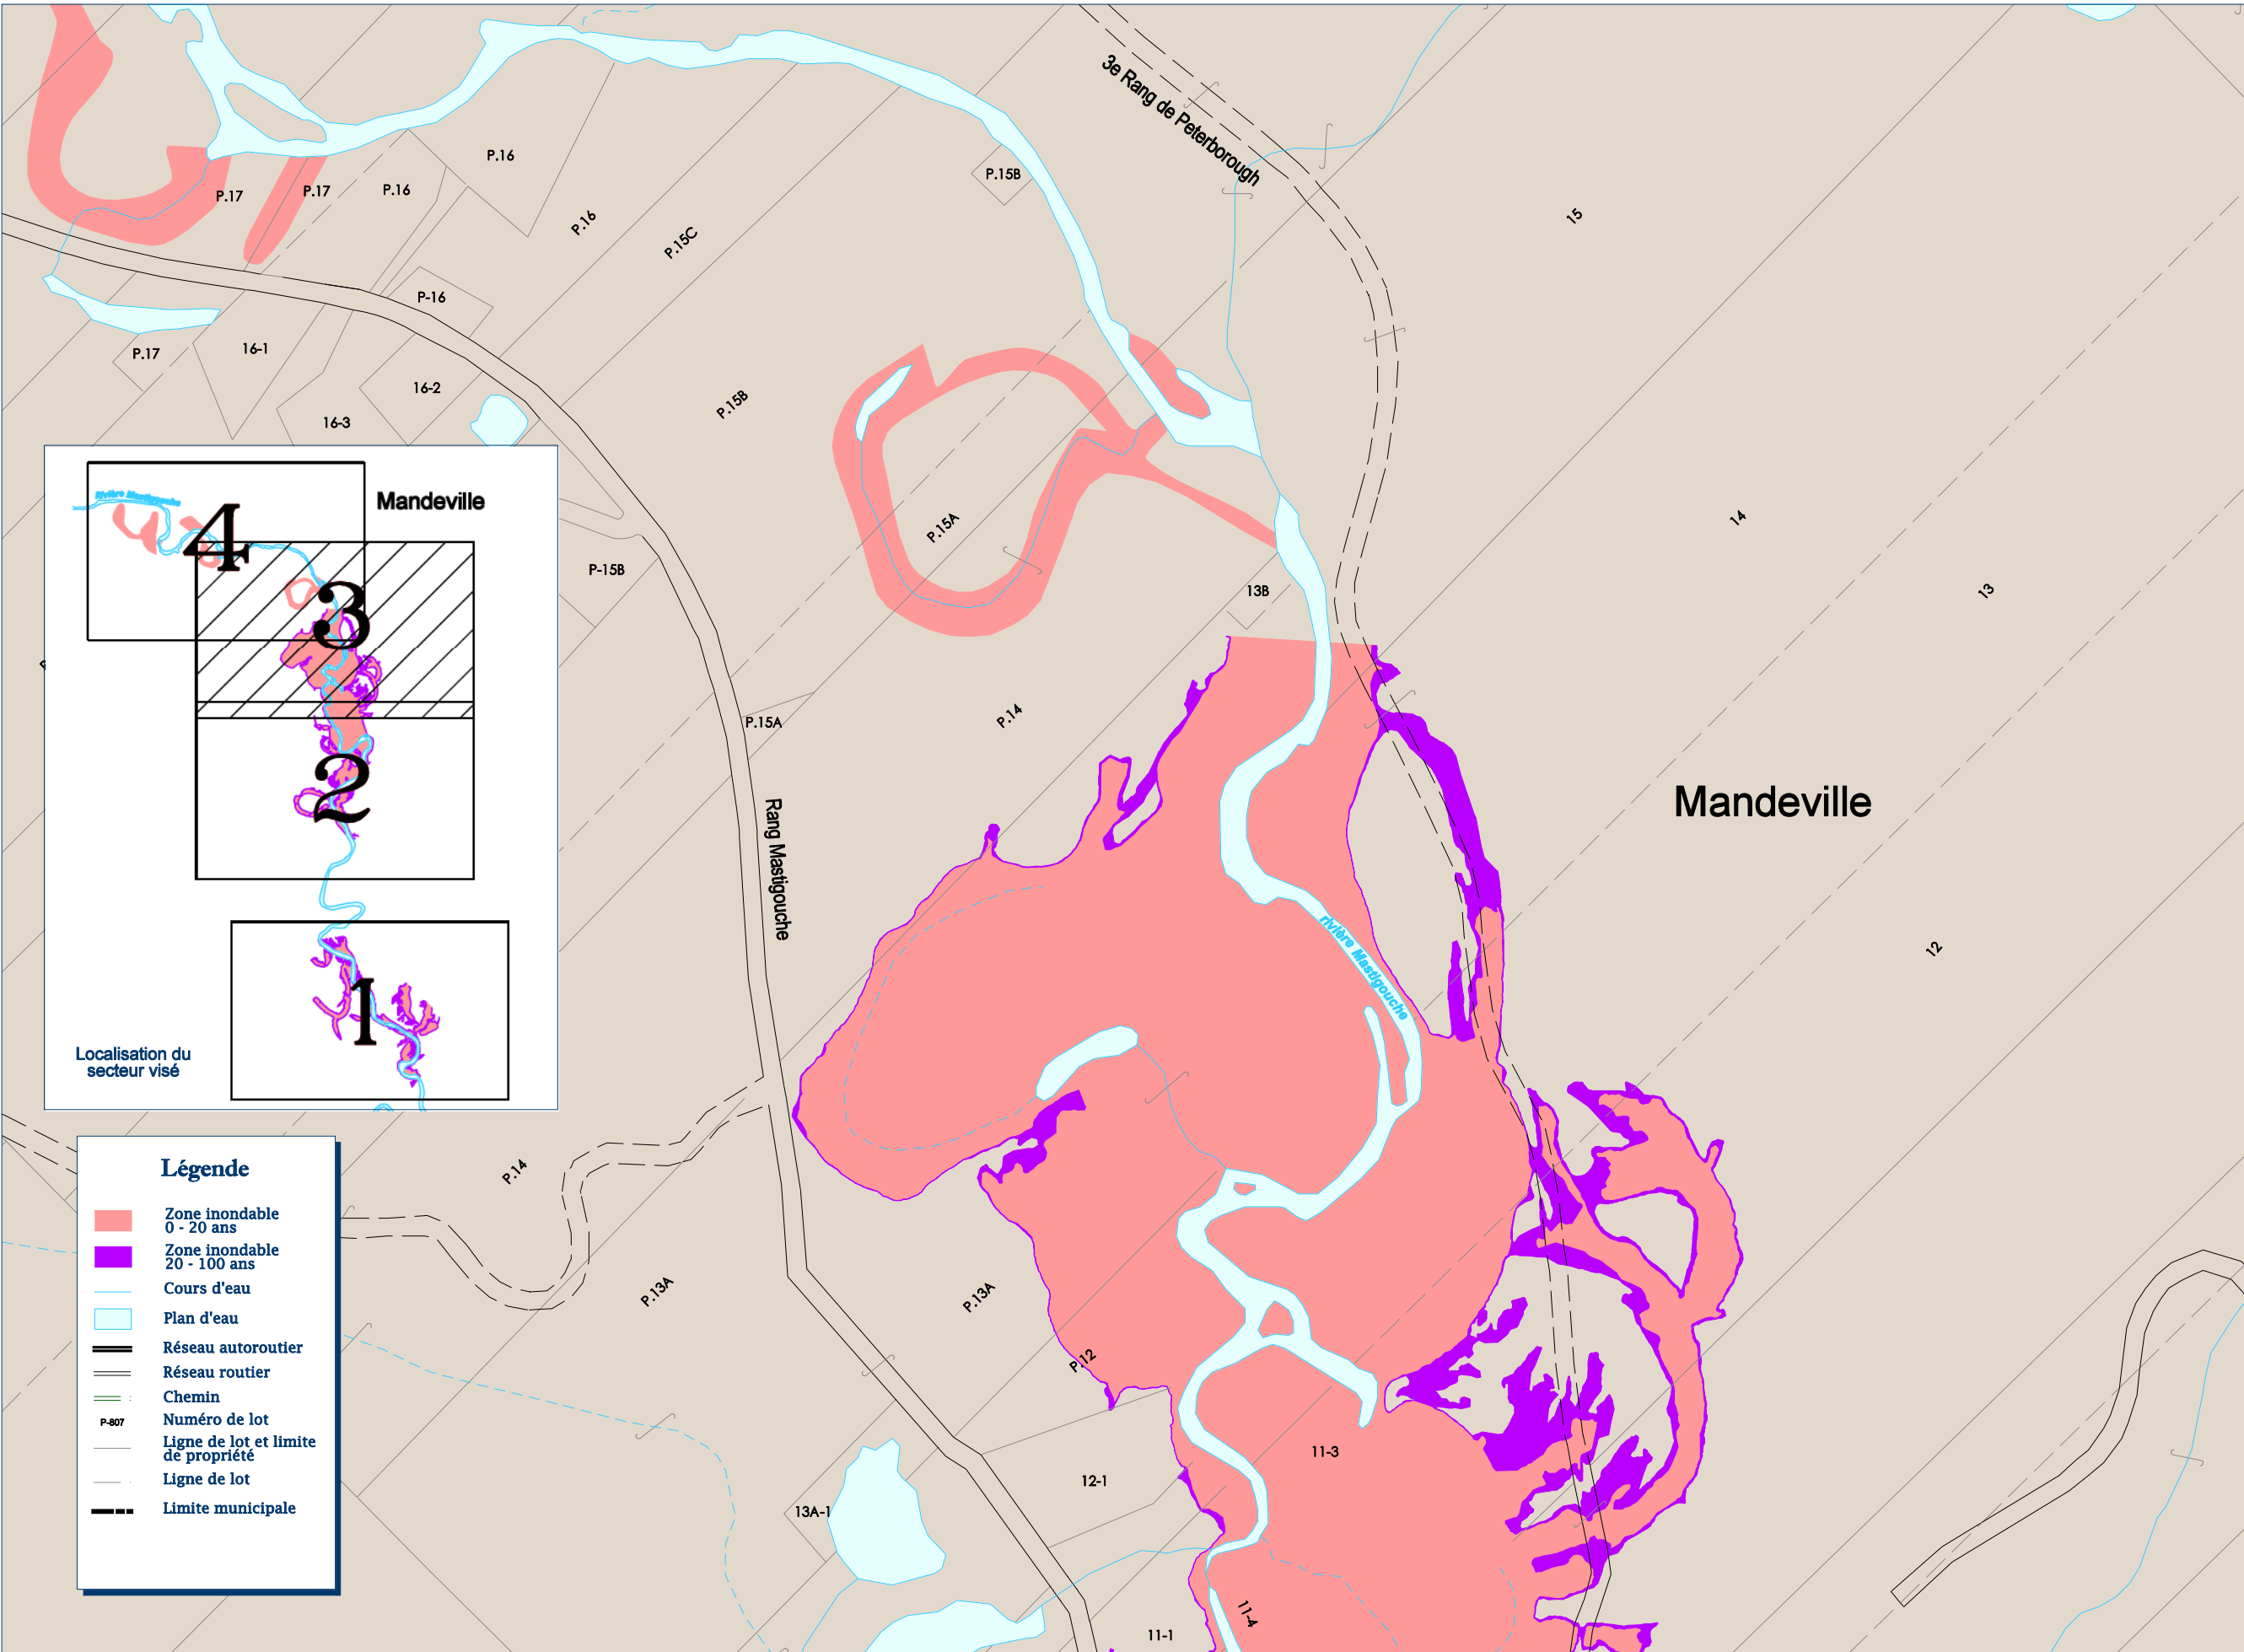 3e Rang de Peterborough
P.16
P.15B
P.17
P.17
P.16
P.16
15
P.15C
P-16
P.17
16-1
16-2
P.15B
16-3
Rivière Mastigouche
Mandeville
4
3
2
1
Localisation du
secteur visé
P.15A
14
P-15B
13B
13
P.14
P.15A
Mandeville
Rang Mastigouche
rivière Mastigouche
12
P.14
P.13A
P.13A
P.12
11-3
12-1
13A-1
11-4
11-1
Légende
Zone inondable
0 - 20 ans
Zone inondable
20 - 100 ans
Cours d'eau
Plan d'eau
Réseau autoroutier
Réseau routier
Chemin
P-807
Numéro de lot
Ligne de lot et limite
de propriété
Ligne de lot
Limite municipale